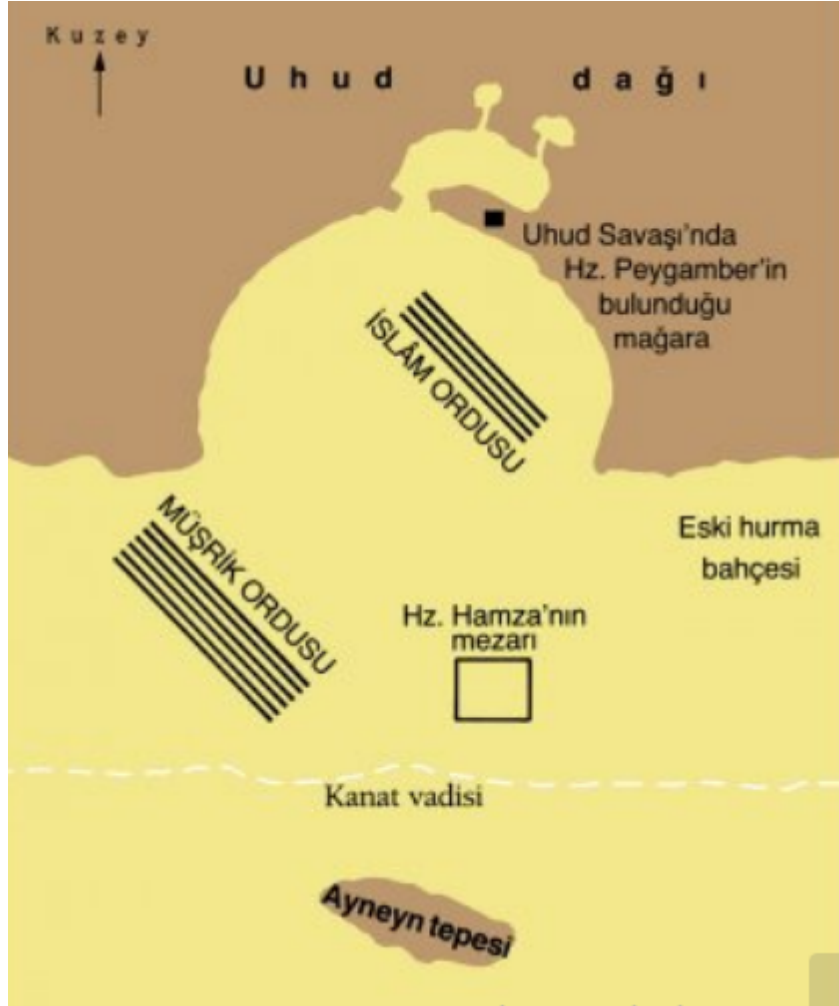 Kuzey
Uhud dağı
Uhud Savaşı'nda
Hz. Peygamber'in
bulunduğu
mağara
İSLÂM ORDUSU
MÜŞRİK ORDUSU
Eski hurma
bahçesi
Hz. Hamza'nın
mezarı
Kanat vadisi
Ayneyn tepesi